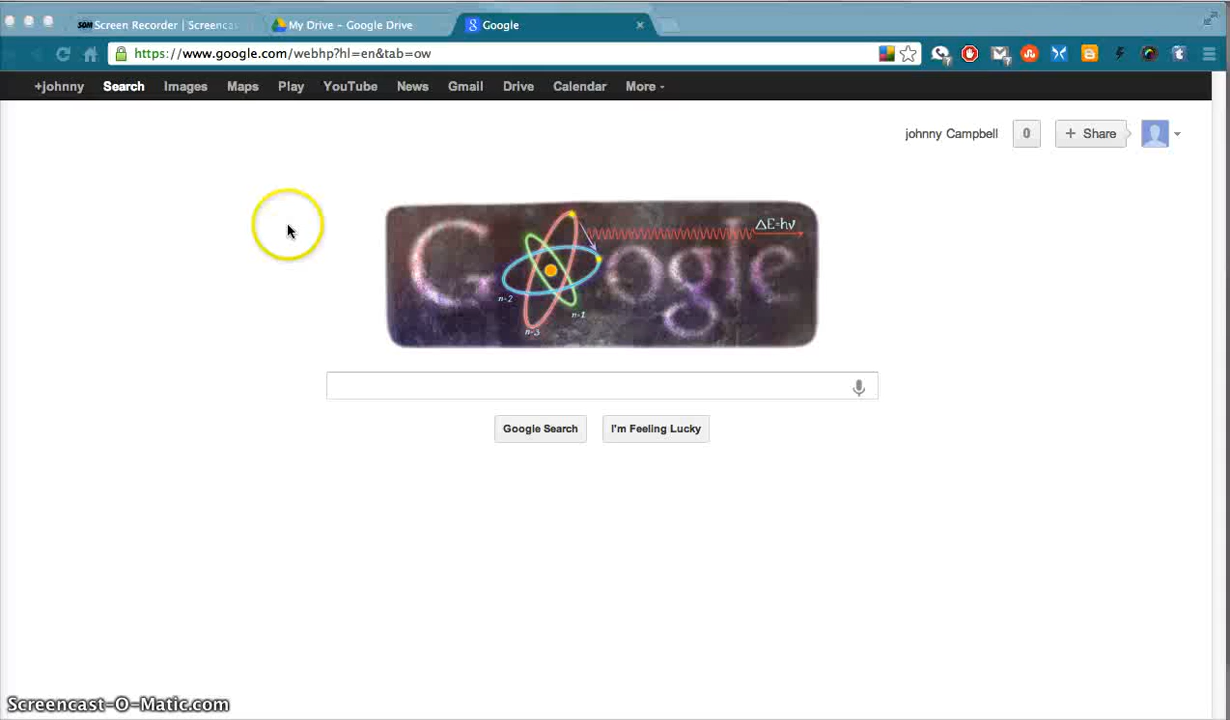 Screen Recorder | Screencas
My Drive - Google Drive
Google
https://www.google.com/webhp?hl=en&tab=ow
+johnny Search Images Maps Play YouTube News Gmail Drive Calendar More
johnny Campbell 0 + Share
ΔE=hν
G ogle
n=2
n=1
n=3
Google Search I'm Feeling Lucky
Screencast-O-Matic.com